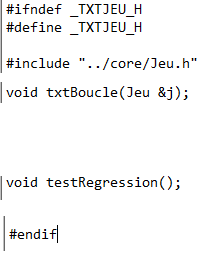 #ifndef _TXTJEU_H
#define _TXTJEU_H
#include "../core/Jeu.h"
void txtBoucle(Jeu &j);
void testRegression();
#endif